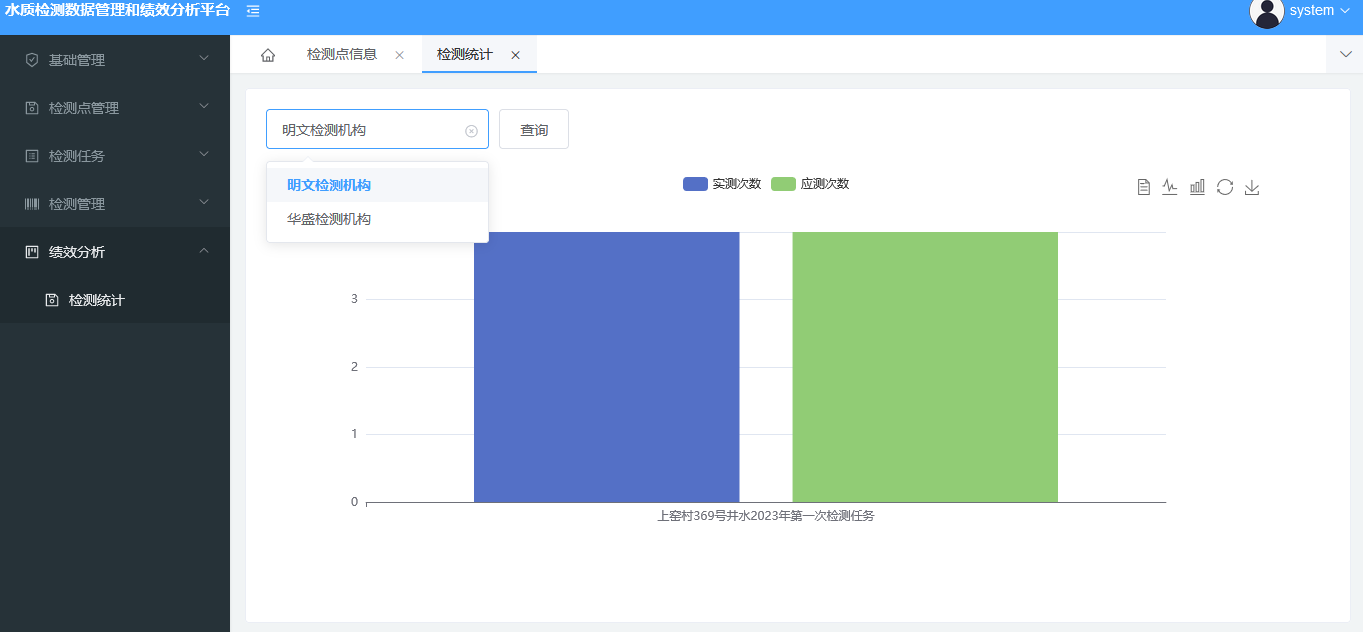 水质检测数据管理和绩效分析平台
system
基础管理
检测点管理
检测任务
检测管理
绩效分析
检测统计
检测点信息
检测统计
明文检测机构
查询
明文检测机构
华盛检测机构
实测次数
应测次数
3
2
1
0
上窑村369号井水2023年第一次检测任务